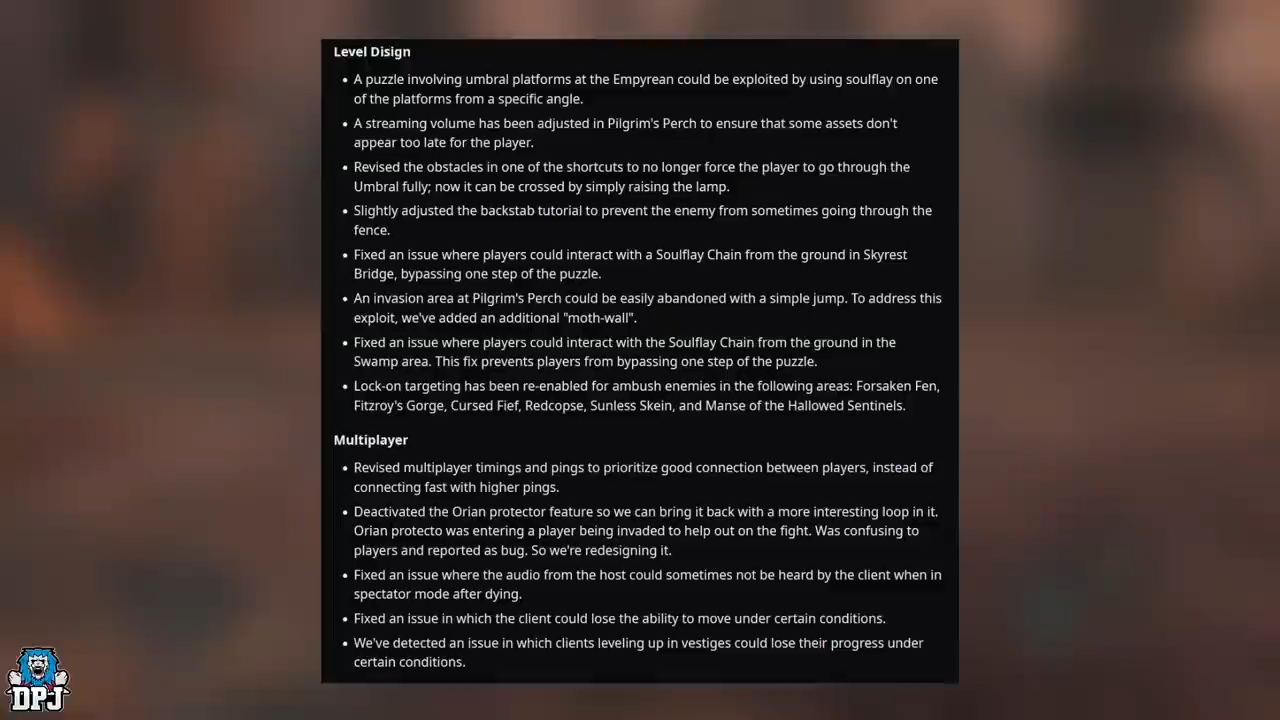 Level Disign
• A puzzle involving umbral platforms at the Empyrean could be exploited by using soulflay on one
of the platforms from a specific angle.
• A streaming volume has been adjusted in Pilgrim's Perch to ensure that some assets don't
appear too late for the player.
• Revised the obstacles in one of the shortcuts to no longer force the player to go through the
Umbral fully; now it can be crossed by simply raising the lamp.
• Slightly adjusted the backstab tutorial to prevent the enemy from sometimes going through the
fence.
• Fixed an issue where players could interact with a Soulflay Chain from the ground in Skyrest
Bridge, bypassing one step of the puzzle.
• An invasion area at Pilgrim's Perch could be easily abandoned with a simple jump. To address this
exploit, we've added an additional "moth-wall".
• Fixed an issue where players could interact with the Soulflay Chain from the ground in the
Swamp area. This fix prevents players from bypassing one step of the puzzle.
• Lock-on targeting has been re-enabled for ambush enemies in the following areas: Forsaken Fen,
Fitzroy's Gorge, Cursed Fief, Redcopse, Sunless Skein, and Manse of the Hallowed Sentinels.
Multiplayer
• Revised multiplayer timings and pings to prioritize good connection between players, instead of
connecting fast with higher pings.
• Deactivated the Orian protector feature so we can bring it back with a more interesting loop in it.
Orian protecto was entering a player being invaded to help out on the fight. Was confusing to
players and reported as bug. So we're redesigning it.
• Fixed an issue where the audio from the host could sometimes not be heard by the client when in
spectator mode after dying.
• Fixed an issue in which the client could lose the ability to move under certain conditions.
• We've detected an issue in which clients leveling up in vestiges could lose their progress under
certain conditions.
DPJ